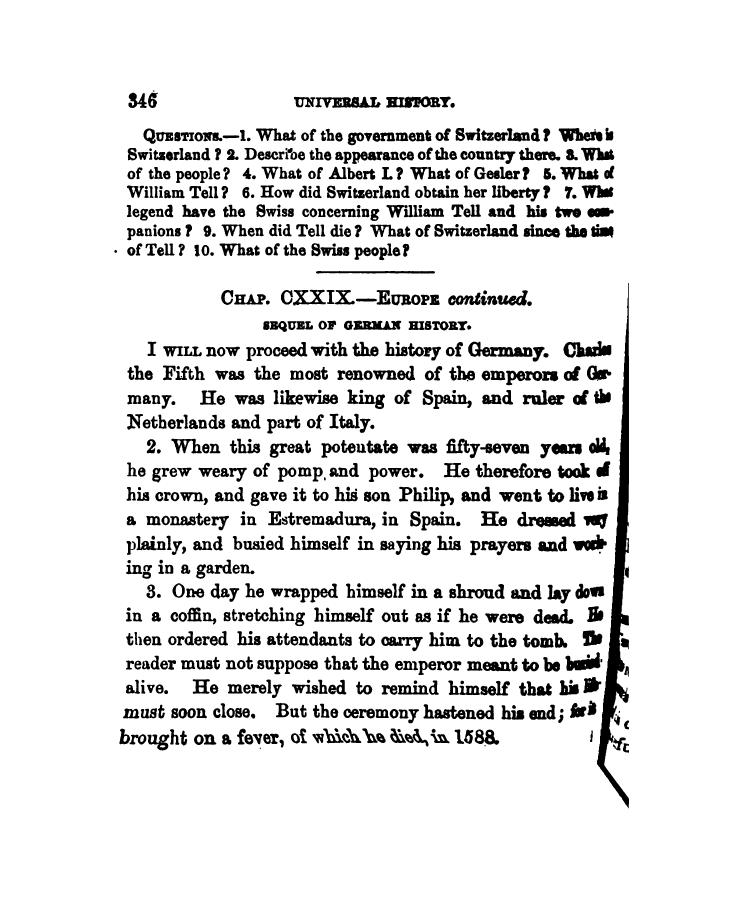 346 UNIVERSAL HISTORY.
QUESTIONS.—1. What of the government of Switzerland? Where is
Switzerland? 2. Describe the appearance of the country there. 3. What
of the people? 4. What of Albert I.? What of Gesler? 5. What of
William Tell? 6. How did Switzerland obtain her liberty? 7. What
legend have the Swiss concerning William Tell and his two com-
panions? 9. When did Tell die? What of Switzerland since the time
of Tell? 10. What of the Swiss people?
CHAP. CXXIX.—EUROPE continued.
SEQUEL OF GERMAN HISTORY.
I WILL now proceed with the history of Germany. Charles
the Fifth was the most renowned of the emperors of Ger-
many. He was likewise king of Spain, and ruler of the
Netherlands and part of Italy.
2. When this great potentate was fifty-seven years old,
he grew weary of pomp and power. He therefore took off
his crown, and gave it to his son Philip, and went to live in
a monastery in Estremadura, in Spain. He dressed very
plainly, and busied himself in saying his prayers and work-
ing in a garden.
3. One day he wrapped himself in a shroud and lay down
in a coffin, stretching himself out as if he were dead. He
then ordered his attendants to carry him to the tomb. The
reader must not suppose that the emperor meant to be buried
alive. He merely wished to remind himself that his life
must soon close. But the ceremony hastened his end; for it
brought on a fever, of which he died, in 1588.